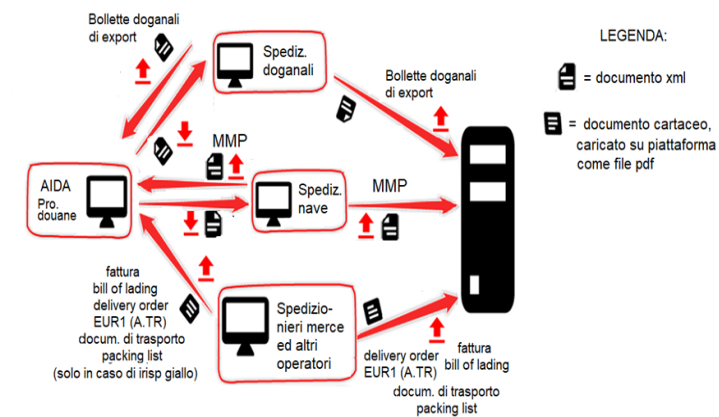 Bollette doganali
di export
Spediz.
doganali
Bollette doganali
di export
LEGENDA:
= documento xml
= documento cartaceo,
caricato su piattaforma
come file pdf
MMP
AIDA
Pro.
douane
Spediz.
nave
MMP
fattura
bill of lading
delivery order
EUR1 (A.TR)
docum. di trasporto
packing list
(solo in caso di irisp giallo)
Spedizio-
nieri merce
ed altri
operatori
delivery order
EUR1 (A.TR)
fattura
bill of lading
docum. di trasporto
packing list